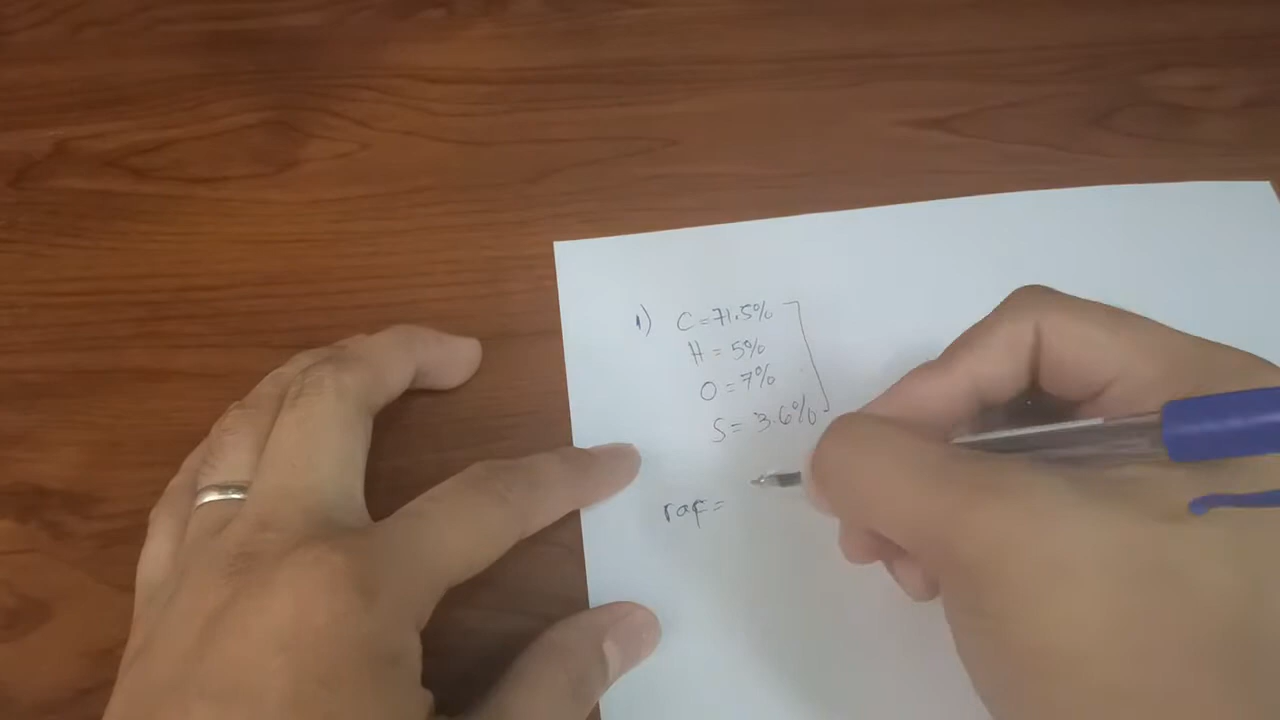 1) C = 71.5%
H = 5%
O = 7%
S = 3.6%
raf =